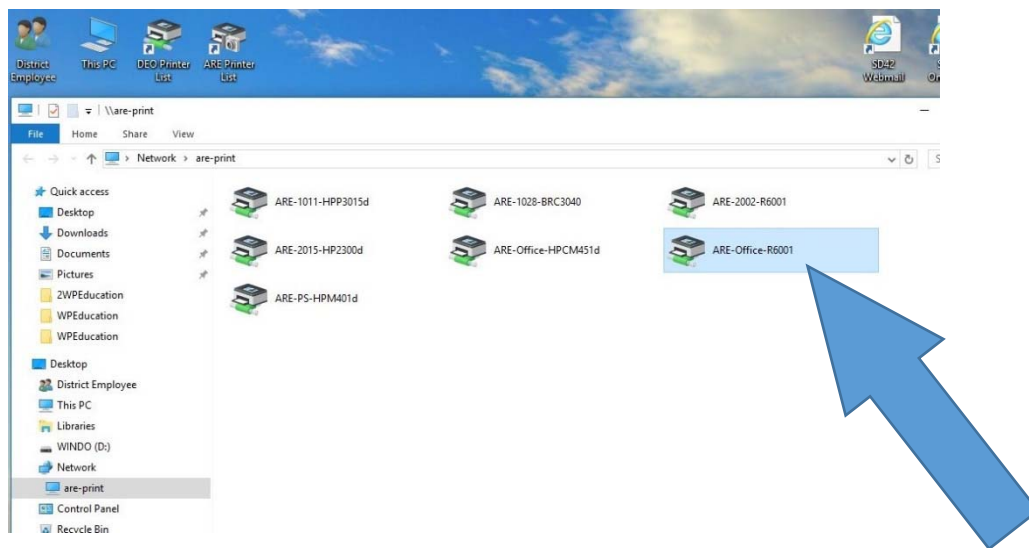 District Employee
This PC
DEO Printer List
ARE Printer List
SD42 Webmail
\\are-print
File Home Share View
Network > are-print
Quick access
Desktop
Downloads
Documents
Pictures
2WPEducation
WPEducation
WPEducation
Desktop
District Employee
This PC
Libraries
WINDO (D:)
Network
are-print
Control Panel
Recycle Bin
ARE-1011-HPP3015d
ARE-1028-BRC3040
ARE-2002-R6001
ARE-2015-HP2300d
ARE-Office-HPCM451d
ARE-Office-R6001
ARE-PS-HPM401d